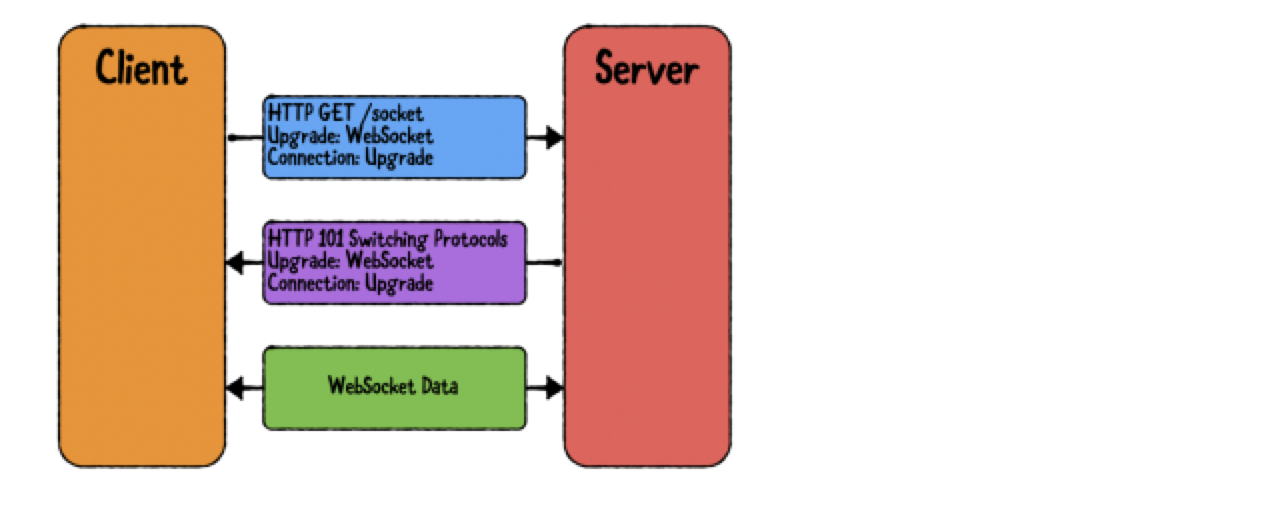 Client
Server
HTTP GET /socket
Upgrade: WebSocket
Connection: Upgrade
HTTP 101 Switching Protocols
Upgrade: WebSocket
Connection: Upgrade
WebSocket Data